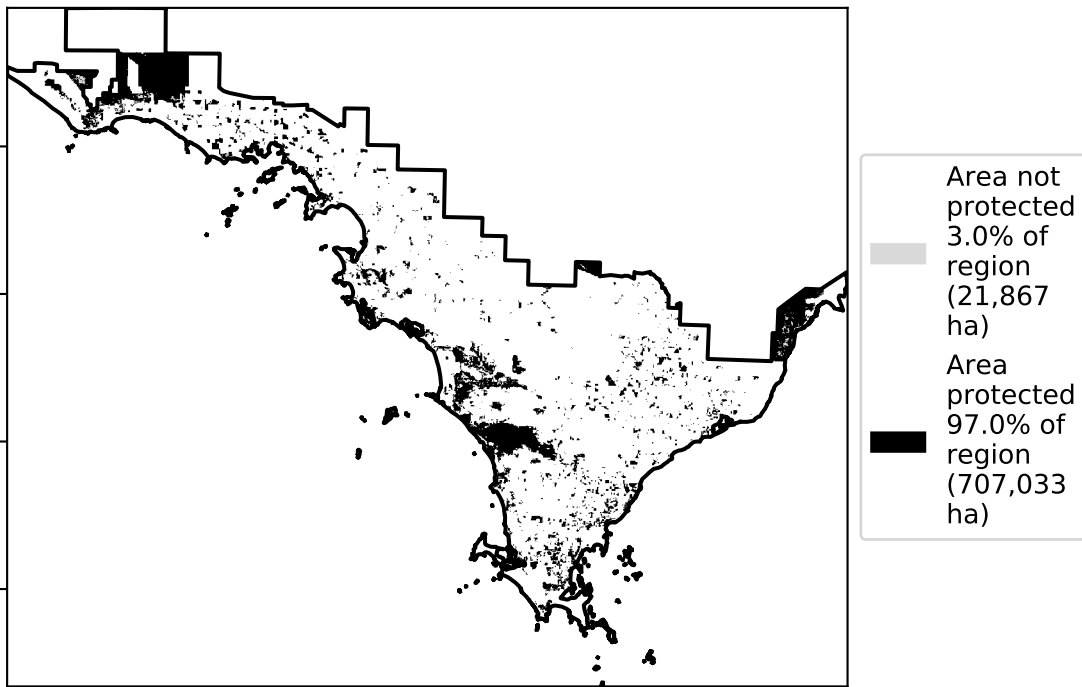 Area not
protected
3.0% of
region
(21,867
ha)
Area
protected
97.0% of
region
(707,033
ha)